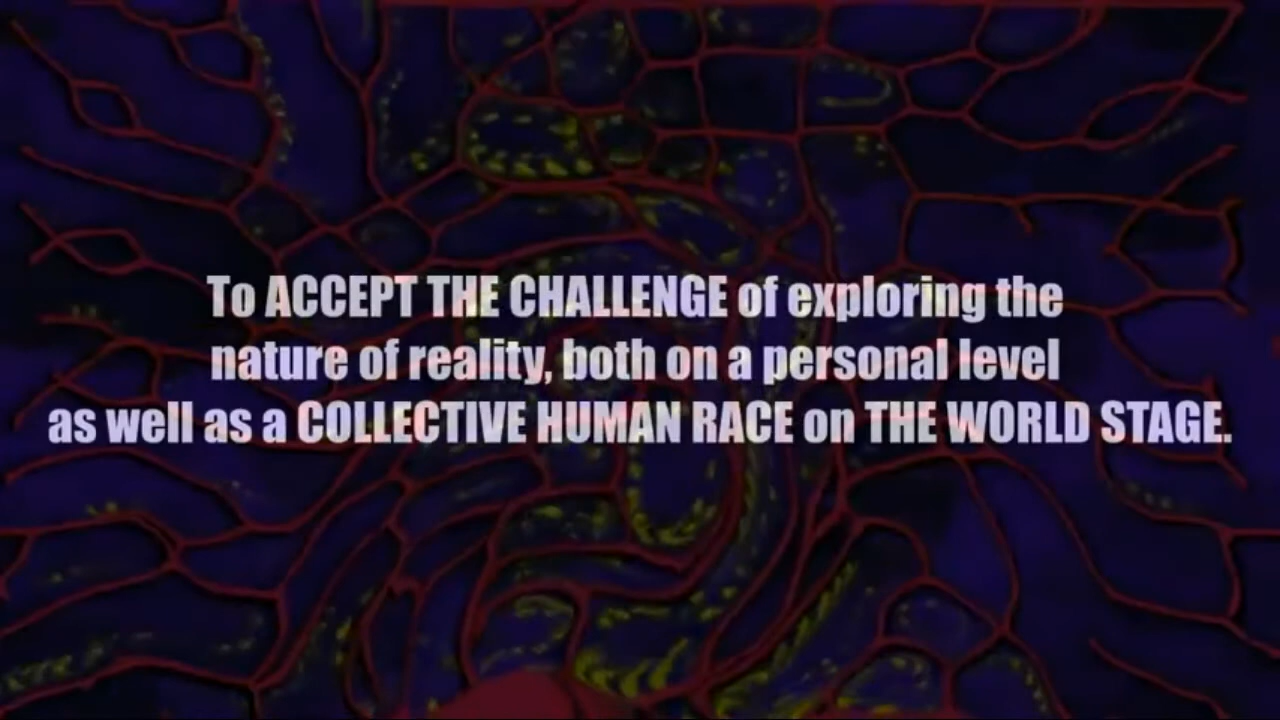 To ACCEPT THE CHALLENGE of exploring the
nature of reality, both on a personal level
as well as a COLLECTIVE HUMAN RACE on THE WORLD STAGE.